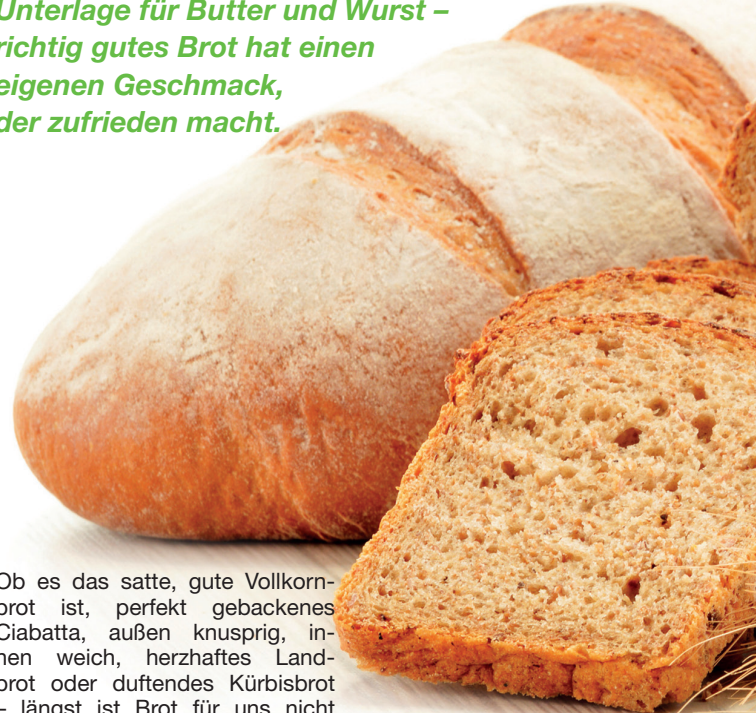 Unterlage für Butter und Wurst –
richtig gutes Brot hat einen
eigenen Geschmack,
der zufrieden macht.
Ob es das satte, gute Vollkorn-
brot ist, perfekt gebackenes
Ciabatta, außen knusprig, in-
nen weich, herzhaftes Land-
brot oder duftendes Kürbisbrot
– längst ist Brot für uns nicht